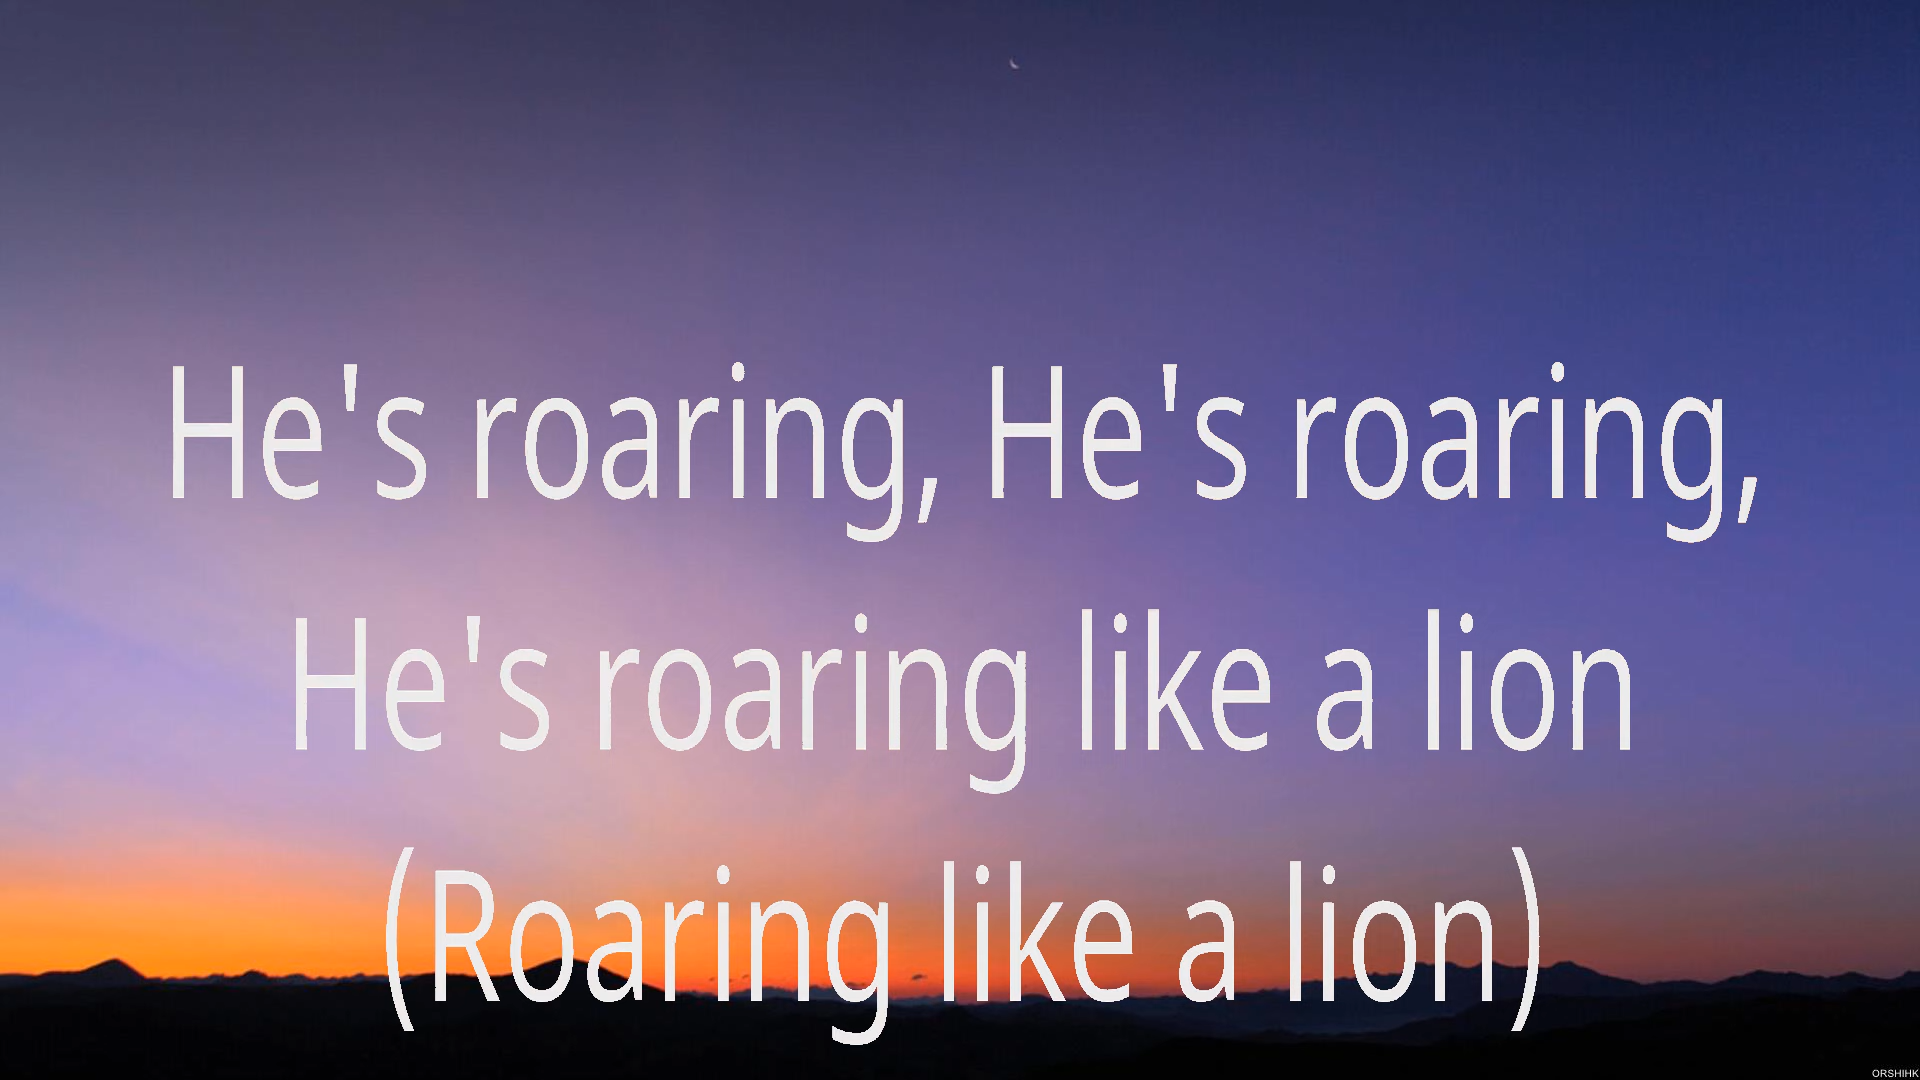 He's roaring, He's roaring,
He's roaring like a lion
(Roaring like a lion)
ORSHIHK